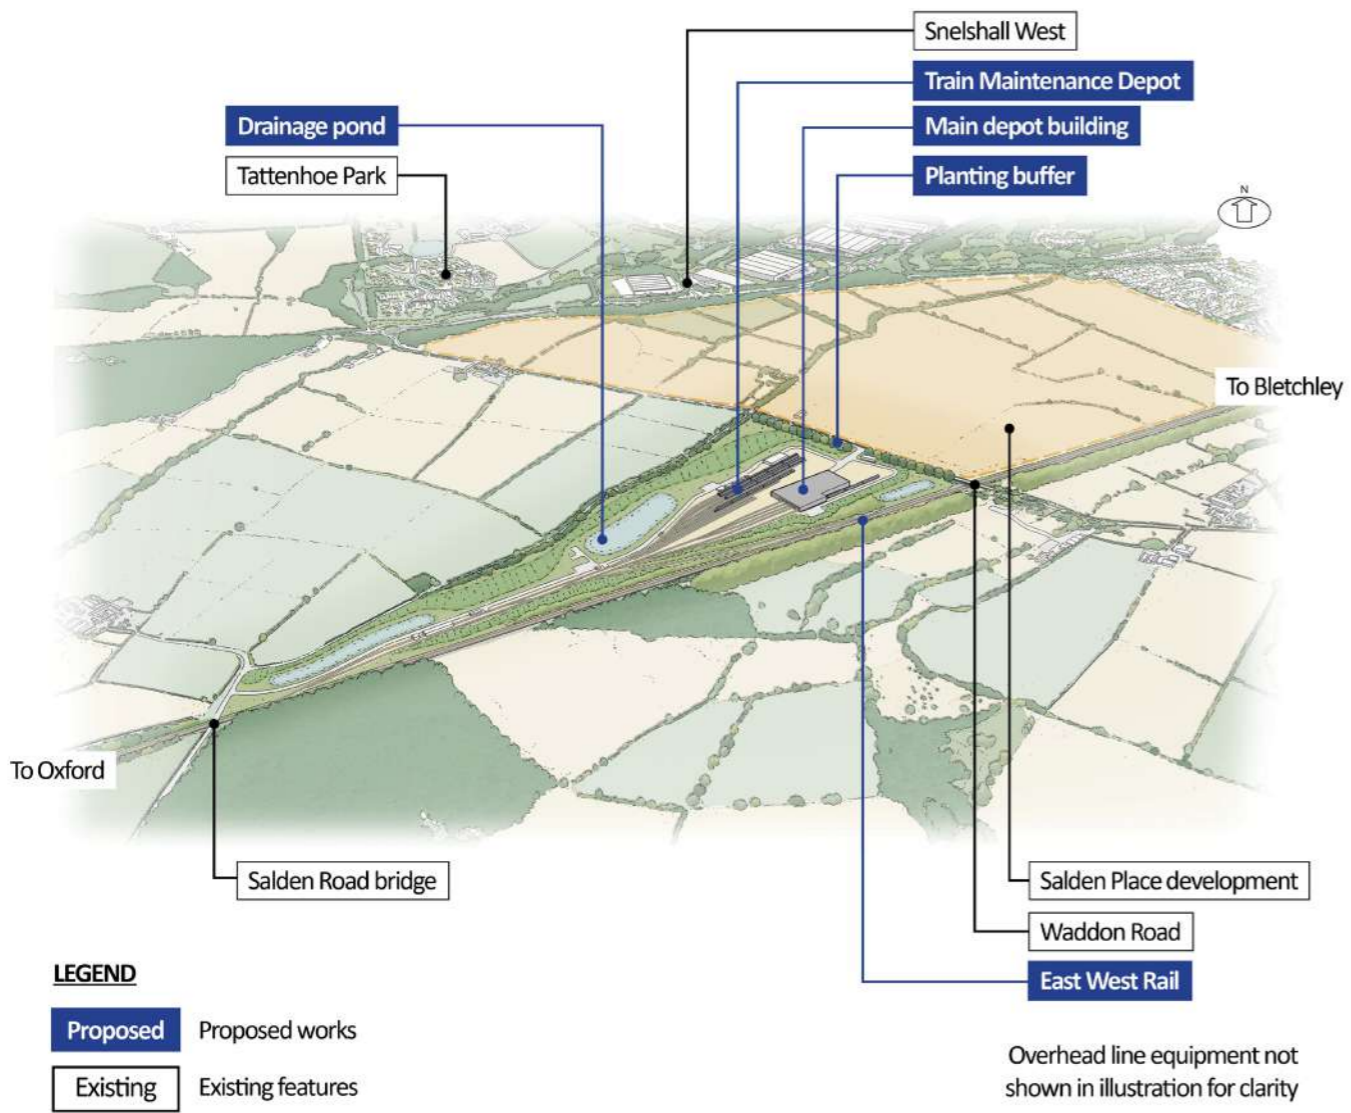 Snelshall West
Train Maintenance Depot
Drainage pond
Main depot building
Tattenhoe Park
Planting buffer
N
To Bletchley
To Oxford
Salden Road bridge
Salden Place development
Waddon Road
East West Rail
LEGEND
Proposed Proposed works
Existing Existing features
Overhead line equipment not
shown in illustration for clarity